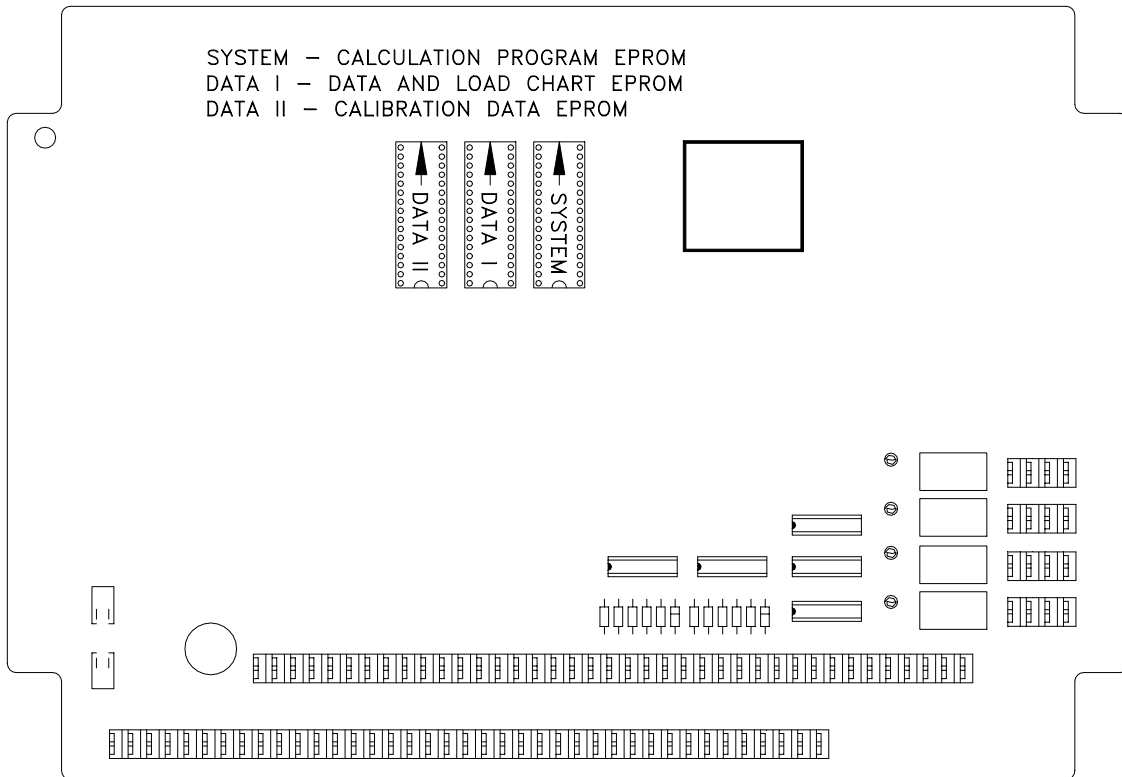 SYSTEM – CALCULATION PROGRAM EPROM
DATA I – DATA AND LOAD CHART EPROM
DATA II – CALIBRATION DATA EPROM
DATA II
DATA I
SYSTEM